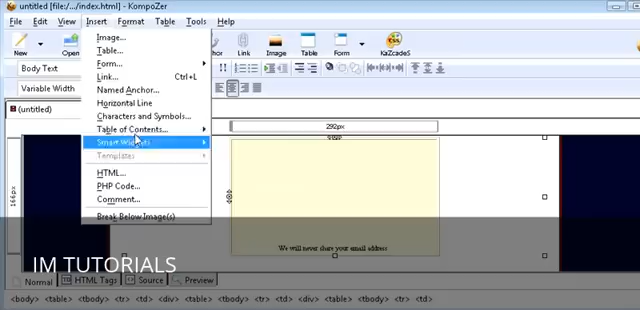 untitled [file:/.../index.html] - KompoZer
File Edit View Insert Format Table Tools Help
New Open Anchor Link Image Table Form KaZcadeS
Body Text
Variable Width
(untitled)
Image...
Table...
Form...
Link... Ctrl+L
Named Anchor...
Horizontal Line
Characters and Symbols...
Table of Contents...
Smart Widgets
Templates
HTML...
PHP Code...
Comment...
Break Below Image(s)
292px
166px
We will never share your email address
IM TUTORIALS
Normal HTML Tags Source Preview
<body> <table> <tbody> <tr> <td> <div> <table> <tbody> <tr> <td> <div> <table> <tbody> <tr> <td>